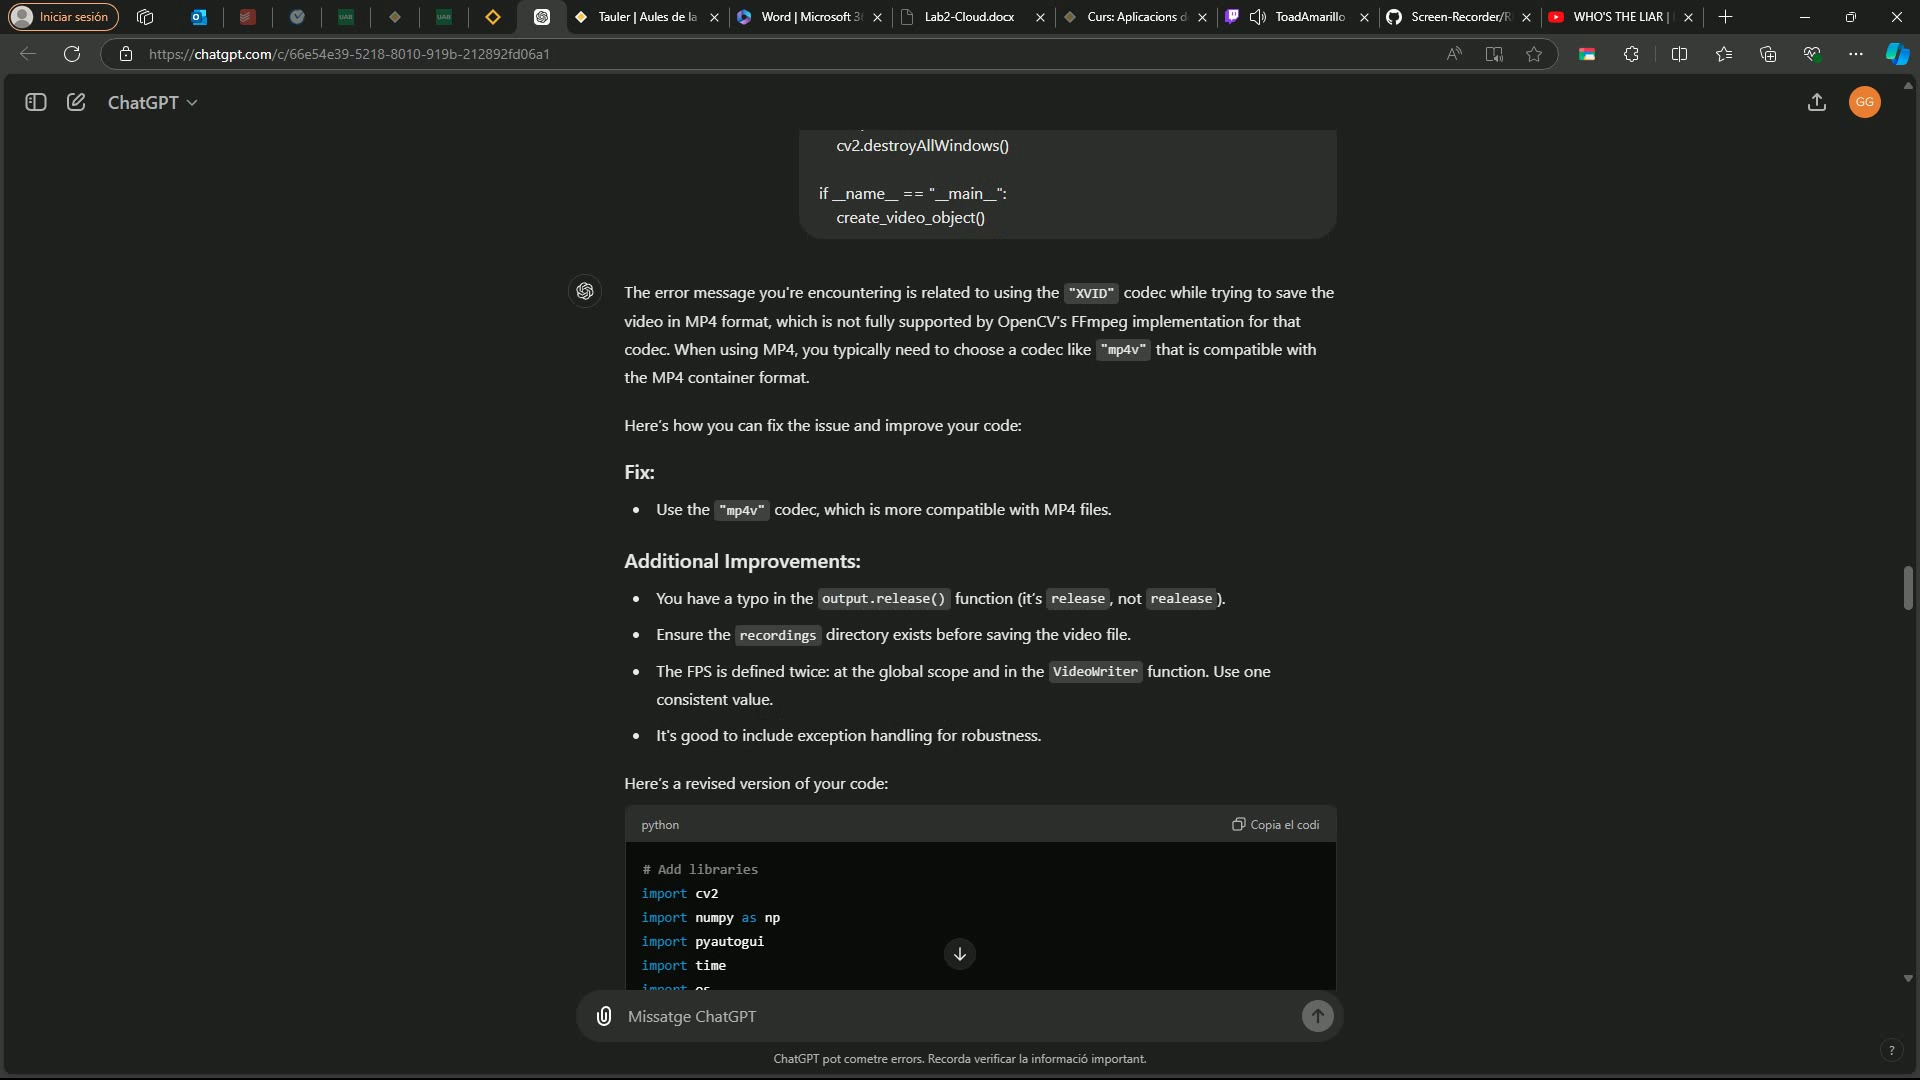 Iniciar sesión
UAB
UAB
Tauler | Aules de la
Word | Microsoft 3
Lab2-Cloud.docx
Curs: Aplicacions d
ToadAmarillo
Screen-Recorder/R
WHO'S THE LIAR |
https://chatgpt.com/c/66e54e39-5218-8010-919b-212892fd06a1
ChatGPT
GG
cv2.destroyAllWindows()
if __name__ == "__main__":
create_video_object()
The error message you're encountering is related to using the "XVID" codec while trying to save the
video in MP4 format, which is not fully supported by OpenCV's FFmpeg implementation for that
codec. When using MP4, you typically need to choose a codec like "mp4v" that is compatible with
the MP4 container format.
Here's how you can fix the issue and improve your code:
Fix:
• Use the "mp4v" codec, which is more compatible with MP4 files.
Additional Improvements:
• You have a typo in the output.release() function (it's release, not realease).
• Ensure the recordings directory exists before saving the video file.
• The FPS is defined twice: at the global scope and in the VideoWriter function. Use one
consistent value.
• It's good to include exception handling for robustness.
Here's a revised version of your code:
python
Copia el codi
# Add libraries
import cv2
import numpy as np
import pyautogui
import time
import os
Missatge ChatGPT
ChatGPT pot cometre errors. Recorda verificar la informació important.
?